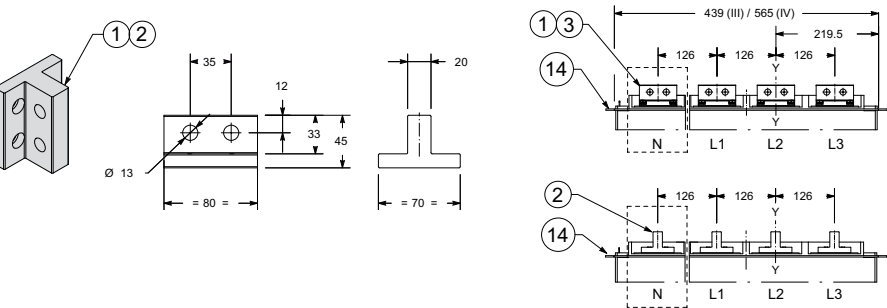 1 2
35
12
33
45
Ø 13
= 80 =
20
= 70 =
439 (III) / 565 (IV)
219.5
1 3
126 126 126
Y
14
Y
N L1 L2 L3
2
126 126 126
Y
14
Y
N L1 L2 L3